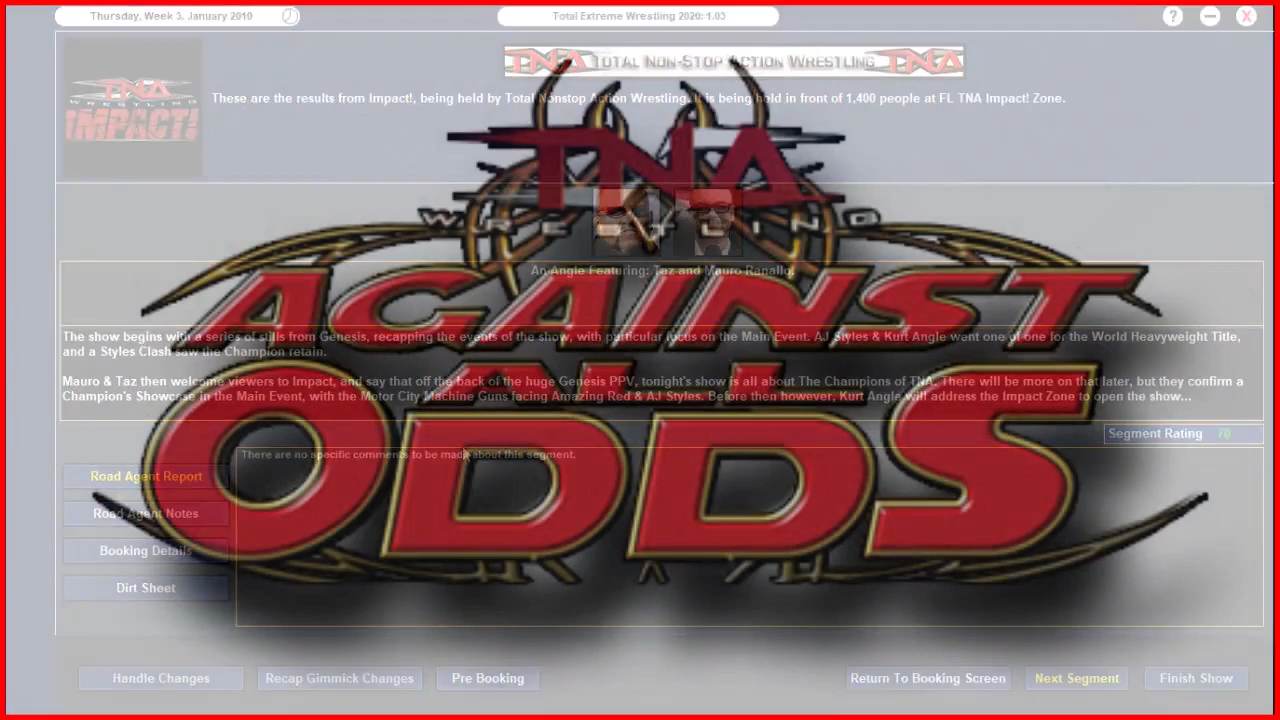 Thursday, Week 3, January 2010
Total Extreme Wrestling 2020: 1.03
?
X
TNA TOTAL NON-STOP ACTION WRESTLING TNA
TNA
WRESTLING
IMPACT!
These are the results from Impact!, being held by Total Nonstop Action Wrestling. It is being held in front of 1,400 people at FL TNA Impact! Zone.
TNA
WRESTLING
AGAINST
ALL
ODDS
An Angle Featuring: Taz and Mauro Ranallo!
The show begins with a series of stills from Genesis, recapping the events of the show, with particular focus on the Main Event. AJ Styles & Kurt Angle went one of one for the World Heavyweight Title,
and a Styles Clash saw the Champion retain.
Mauro & Taz then welcome viewers to Impact, and say that off the back of the huge Genesis PPV, tonight's show is all about The Champions of TNA. There will be more on that later, but they confirm a
Champion's Showcase in the Main Event, with the Motor City Machine Guns facing Amazing Red & AJ Styles. Before then however, Kurt Angle will address the Impact Zone to open the show...
Segment Rating 70
There are no specific comments to be made about this segment.
Road Agent Report
Road Agent Notes
Booking Details
Dirt Sheet
Handle Changes
Recap Gimmick Changes
Pre Booking
Return To Booking Screen
Next Segment
Finish Show